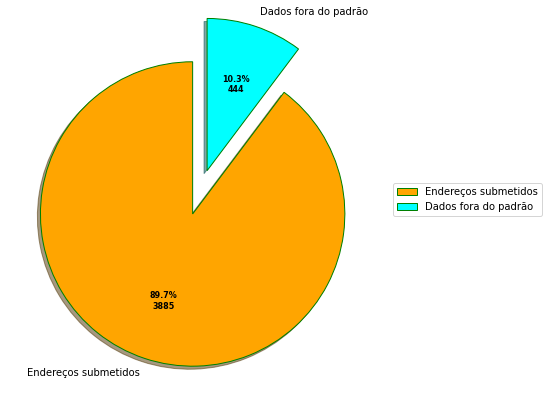 Dados fora do padrão
10.3%
444
Endereços submetidos
Dados fora do padrão
89.7%
3885
Endereços submetidos